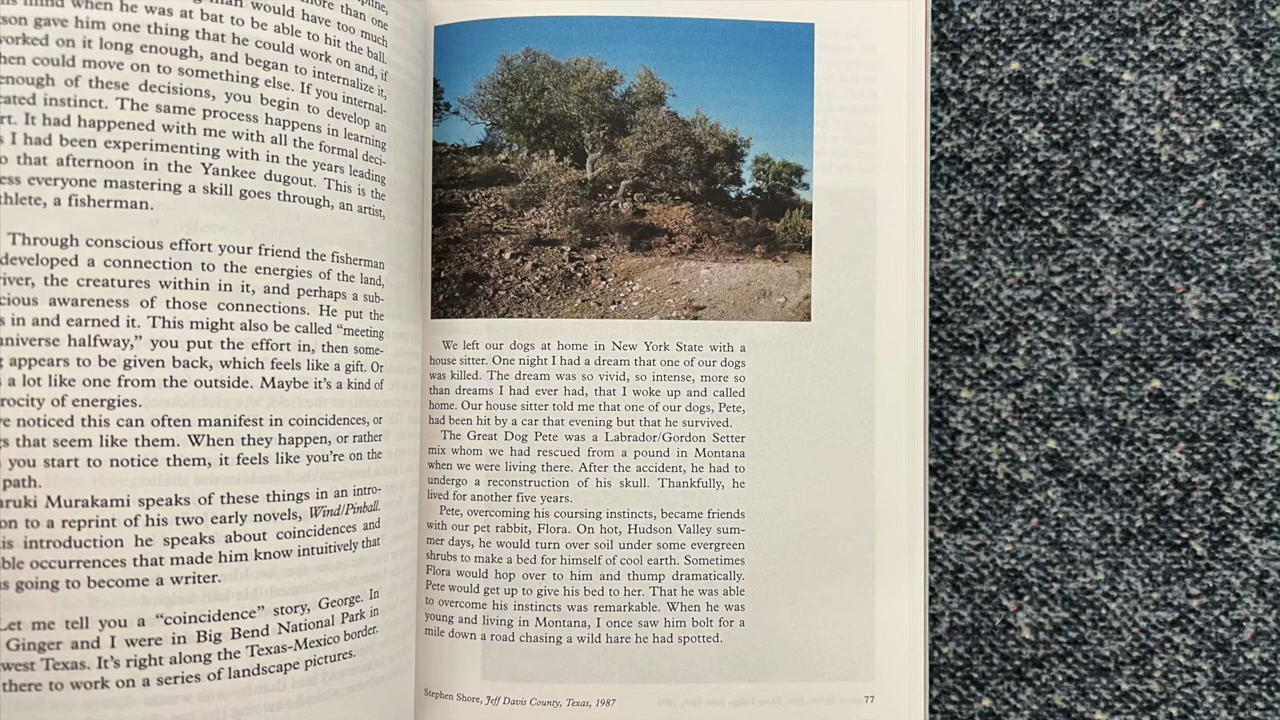 more than one
would have too much
mind when he was at bat to be able to hit the ball.
son gave him one thing that he could work on and, if
worked on it long enough, and began to internalize it,
then could move on to something else. If you internal-
enough of these decisions, you begin to develop an
cated instinct. The same process happens in learning
rt. It had happened with me with all the formal deci-
s I had been experimenting with in the years leading
o that afternoon in the Yankee dugout. This is the
ess everyone mastering a skill goes through, an artist,
thlete, a fisherman.
Through conscious effort your friend the fisherman
developed a connection to the energies of the land,
river, the creatures within in it, and perhaps a sub-
cious awareness of those connections. He put the
s in and earned it. This might also be called “meeting
universe halfway,” you put the effort in, then some-
g appears to be given back, which feels like a gift. Or
s a lot like one from the outside. Maybe it’s a kind of
rocity of energies.
ve noticed this can often manifest in coincidences, or
gs that seem like them. When they happen, or rather
you start to notice them, it feels like you’re on the
path.
aruki Murakami speaks of these things in an intro-
on to a reprint of his two early novels, Wind/Pinball.
is introduction he speaks about coincidences and
ble occurrences that made him know intuitively that
s going to become a writer.
Let me tell you a “coincidence” story, George. In
Ginger and I were in Big Bend National Park in
west Texas. It’s right along the Texas-Mexico border.
there to work on a series of landscape pictures.
We left our dogs at home in New York State with a
house sitter. One night I had a dream that one of our dogs
was killed. The dream was so vivid, so intense, more so
than dreams I had ever had, that I woke up and called
home. Our house sitter told me that one of our dogs, Pete,
had been hit by a car that evening but that he survived.
The Great Dog Pete was a Labrador/Gordon Setter
mix whom we had rescued from a pound in Montana
when we were living there. After the accident, he had to
undergo a reconstruction of his skull. Thankfully, he
lived for another five years.
Pete, overcoming his coursing instincts, became friends
with our pet rabbit, Flora. On hot, Hudson Valley sum-
mer days, he would turn over soil under some evergreen
shrubs to make a bed for himself of cool earth. Sometimes
Flora would hop over to him and thump dramatically.
Pete would get up to give his bed to her. That he was able
to overcome his instincts was remarkable. When he was
young and living in Montana, I once saw him bolt for a
mile down a road chasing a wild hare he had spotted.
Stephen Shore, Jeff Davis County, Texas, 1987
77